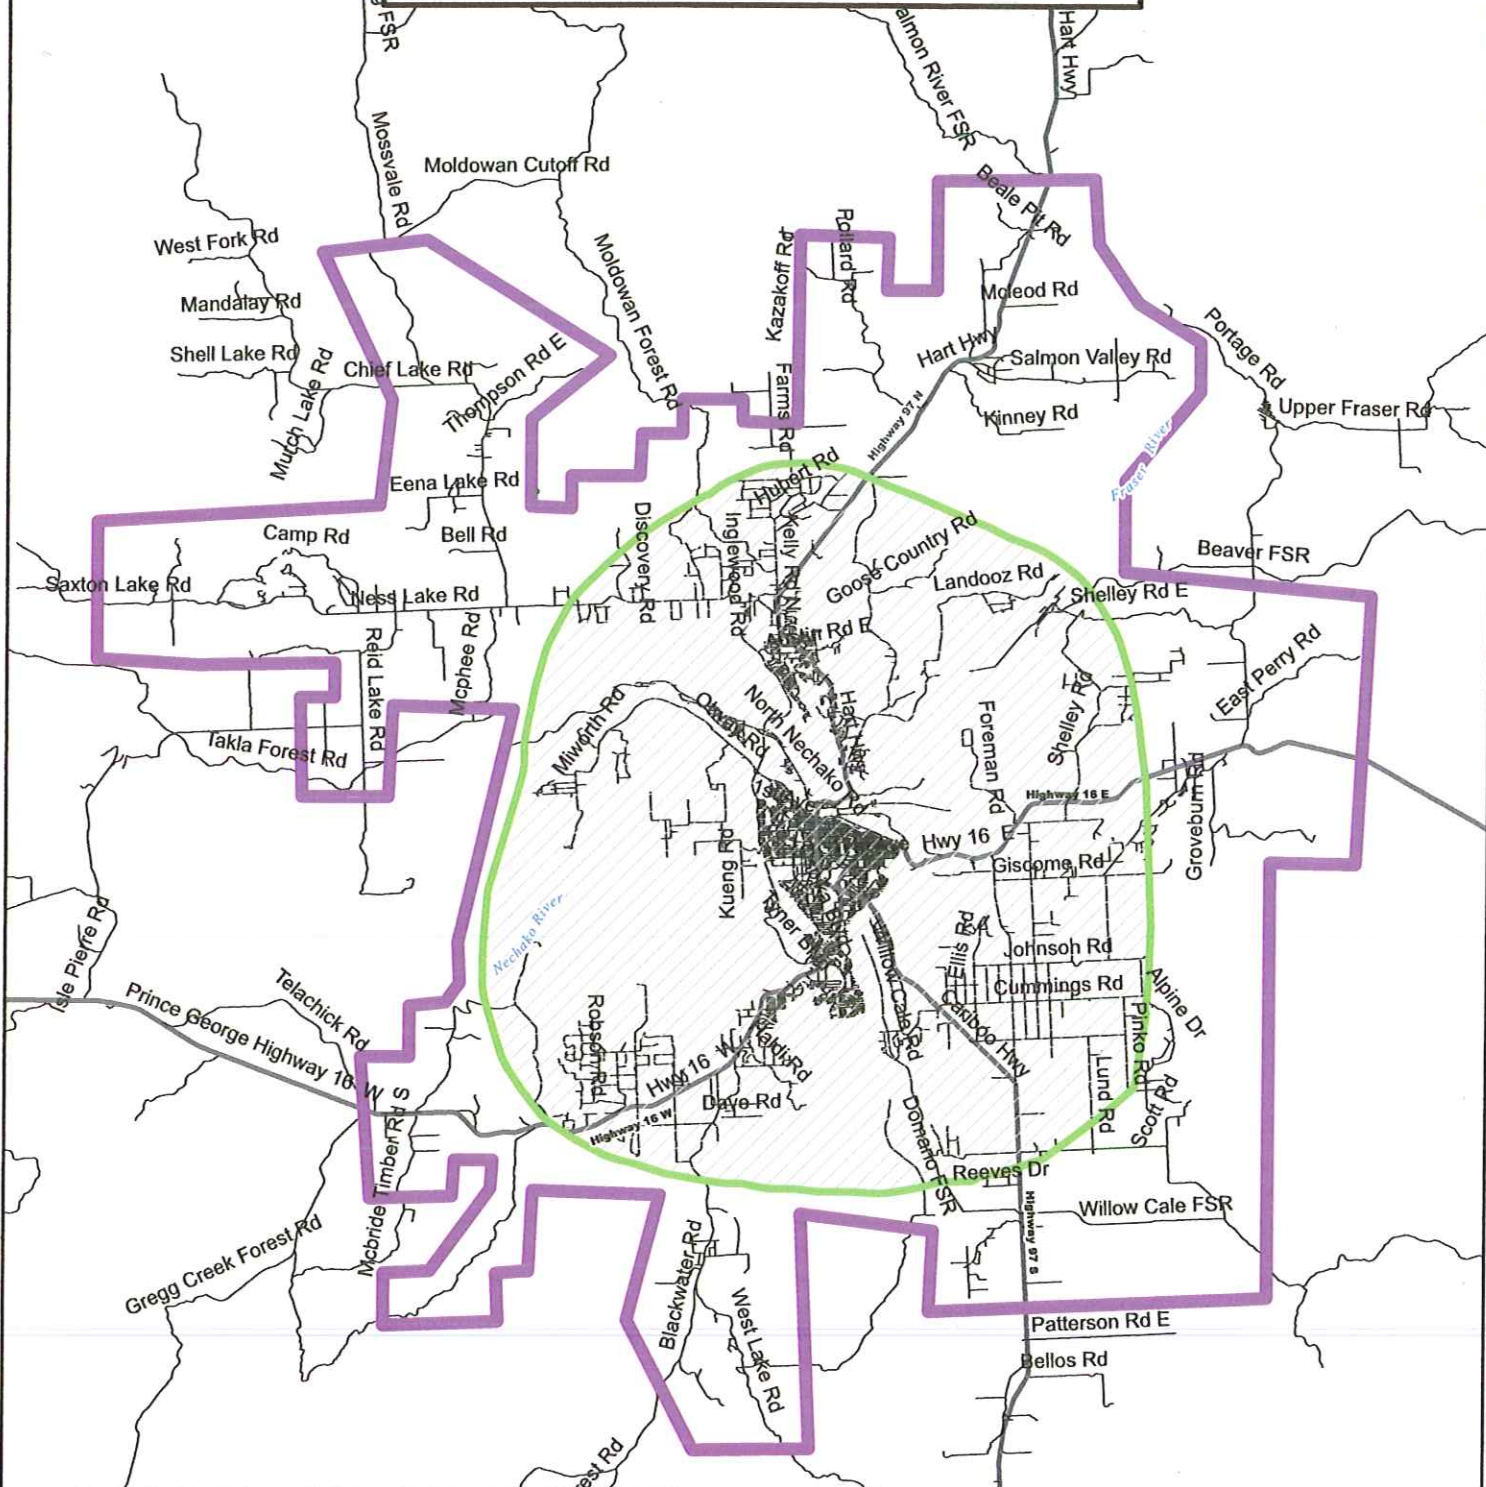 FSR
Salmon River FSR
Hart Hwy
Mossvale Rd
Moldowan Cutoff Rd
Beale Pit Rd
West Fork Rd
Moldowan Forest Rd
Kazakoff Rd
Rollard Rd
Mandalay Rd
Mcleod Rd
Shell Lake Rd
Chief Lake Rd
Thompson Rd E
Hart Hwy
Salmon Valley Rd
Portage Rd
Much Lake Rd
Farms Rd
Highway 97 N
Kinney Rd
Upper Fraser Rd
Fraser River
Eena Lake Rd
Hubert Rd
Camp Rd
Bell Rd
Discovery Rd
Inglewood Rd
Kelly Rd N
Goose Country Rd
Beaver FSR
Saxton Lake Rd
Ness Lake Rd
Landooz Rd
Shelley Rd E
Austin Rd E
Reid Lake Rd
Mcphee Rd
East Perry Rd
Takla Forest Rd
Miworth Rd
Otway Rd
North Nechako Rd
Foreman Rd
Shelley Rd
Highway 16 E
Groveburn Rd
Hwy 16 E
Giscome Rd
Kueng Rd
Nechako River
Isle Pierre Rd
Ellis Rd
Johnson Rd
Cummings Rd
Alpine Dr
Telachick Rd
Prince George Highway 16 W
Robson Rd
Willow Cale Rd
Cariboo Hwy
Pinko Rd
Hwy 16 W
Haldi Rd
Lund Rd
Scott Rd
Dave Rd
Highway 16 W
Domano FSR
Reeves Dr
Mcbride Timber Rd S
Willow Cale FSR
Highway 97 S
Gregg Creek Forest Rd
Blackwater Rd
West Lake Rd
Patterson Rd E
Bellos Rd